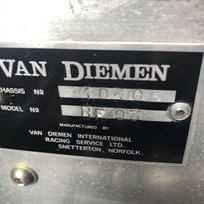 VAN DIEMEN
CHASSIS Nº
MODEL Nº
MANUFACTURED BY
VAN DIEMEN INTERNATIONAL
RACING SERVICE LTD.
SNETTERTON, NORFOLK.